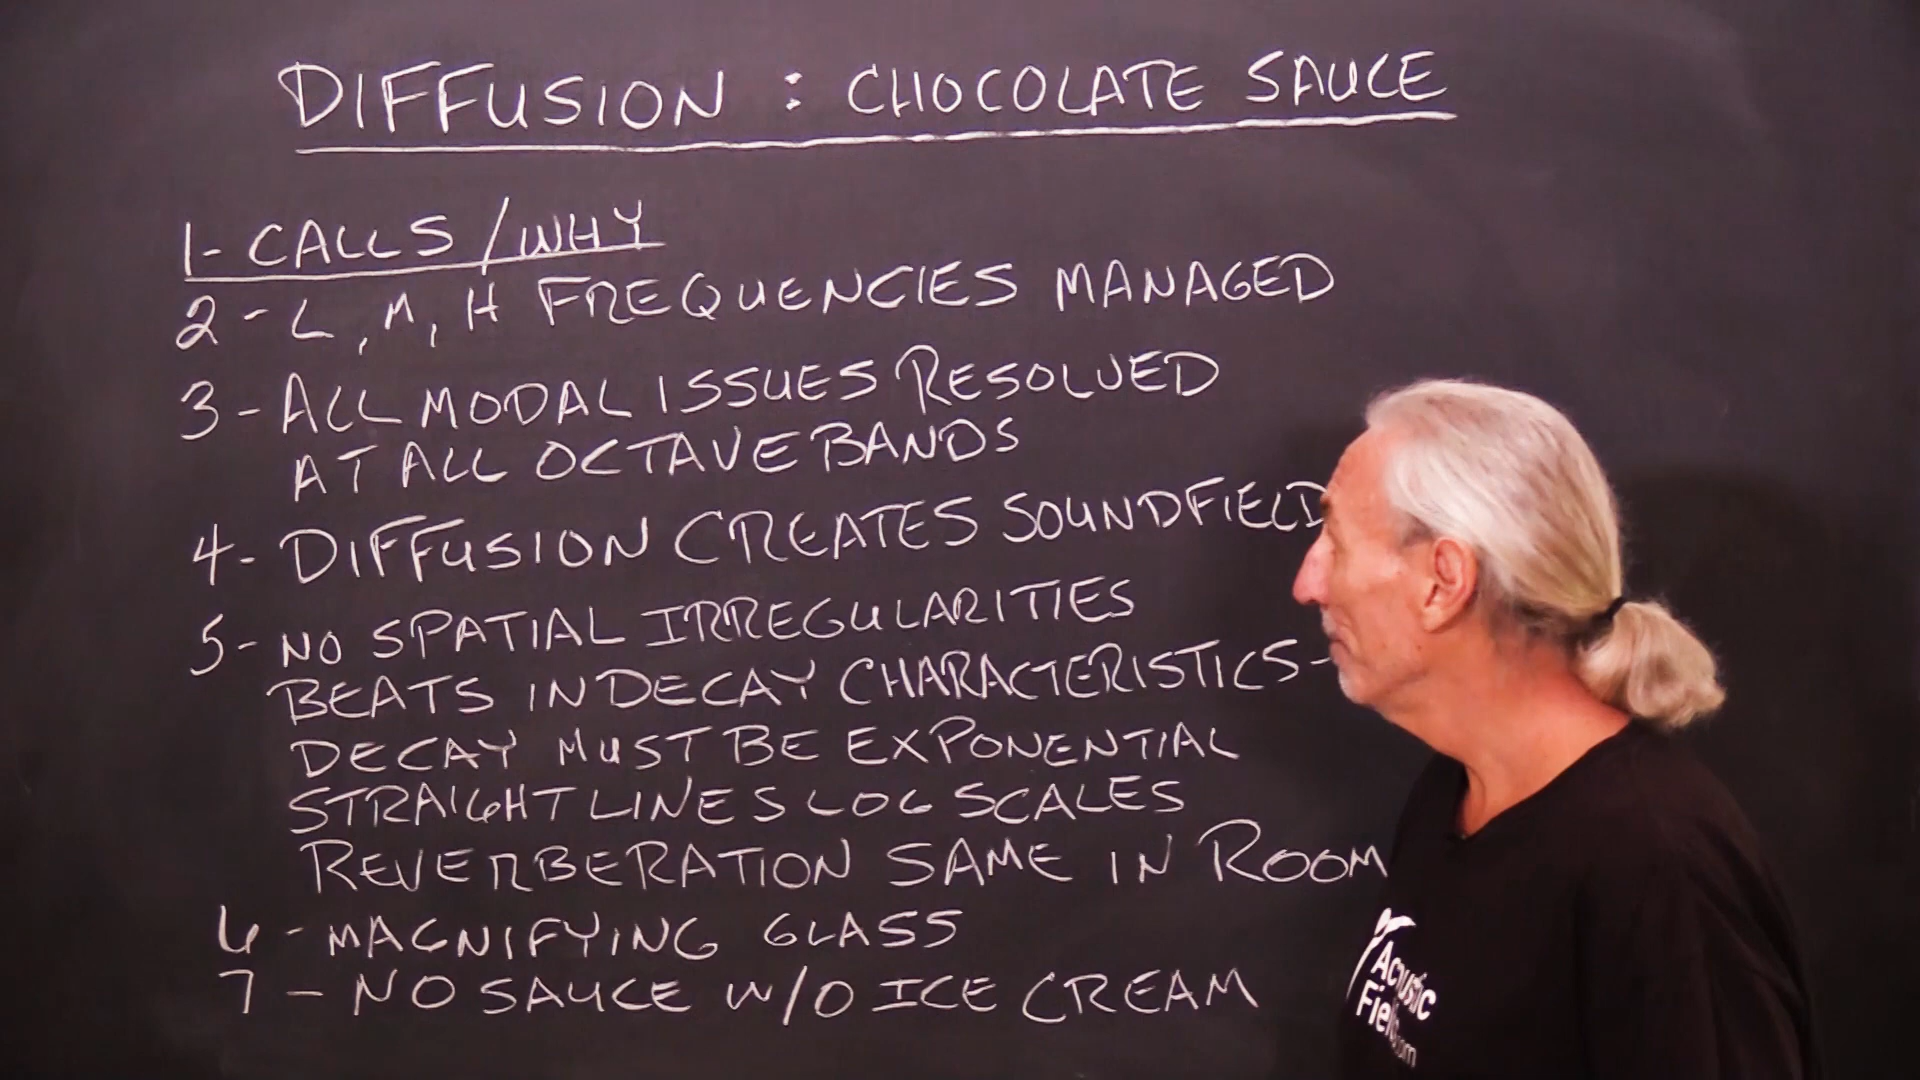 DIFFUSION : CHOCOLATE SAUCE
1- CALLS / WHY
2 - L, M, H FREQUENCIES MANAGED
3 - ALL MODAL ISSUES RESOLVED
AT ALL OCTAVE BANDS
4 - DIFFUSION CREATES SOUNDFIELD
5 - NO SPATIAL IRREGULARITIES
BEATS IN DECAY CHARACTERISTICS -
DECAY MUST BE EXPONENTIAL
STRAIGHT LINES LOG SCALES
REVERBERATION SAME IN ROOM
6 - MAGNIFYING GLASS
7 - NO SAUCE W/O ICE CREAM
Acoustic